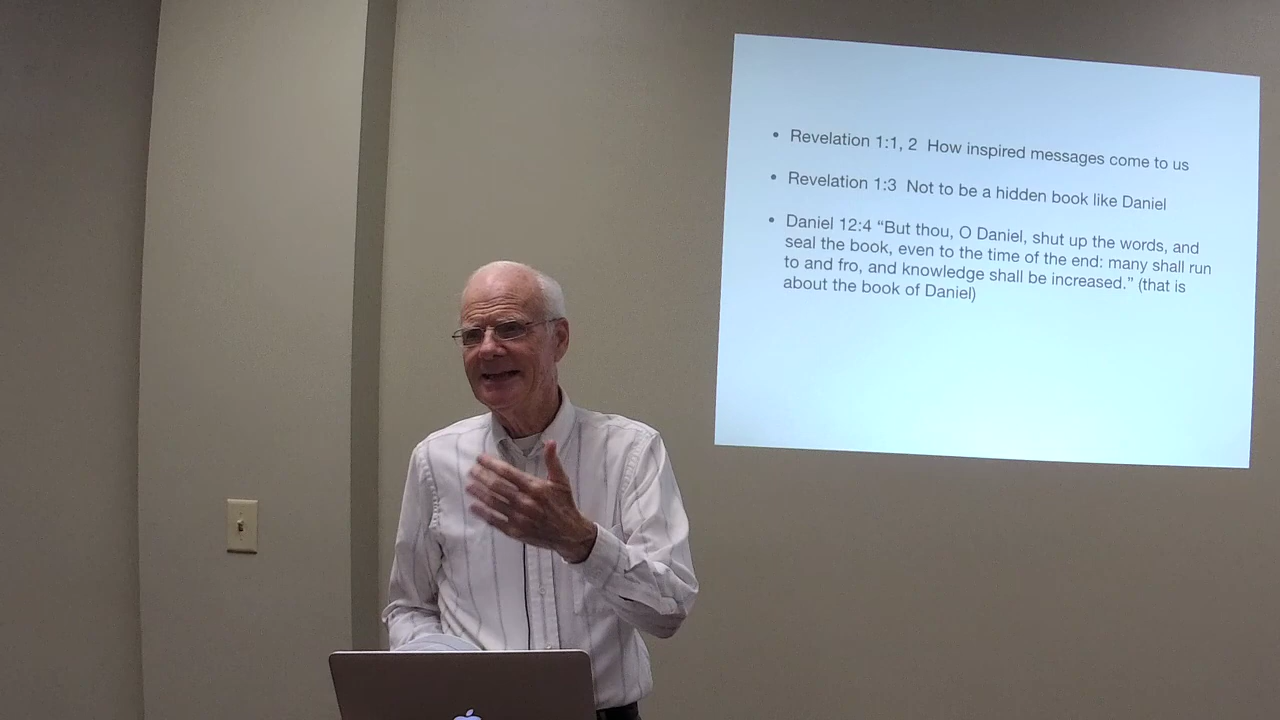 • Revelation 1:1, 2  How inspired messages come to us
• Revelation 1:3  Not to be a hidden book like Daniel
• Daniel 12:4 “But thou, O Daniel, shut up the words, and
seal the book, even to the time of the end: many shall run
to and fro, and knowledge shall be increased.” (that is
about the book of Daniel)